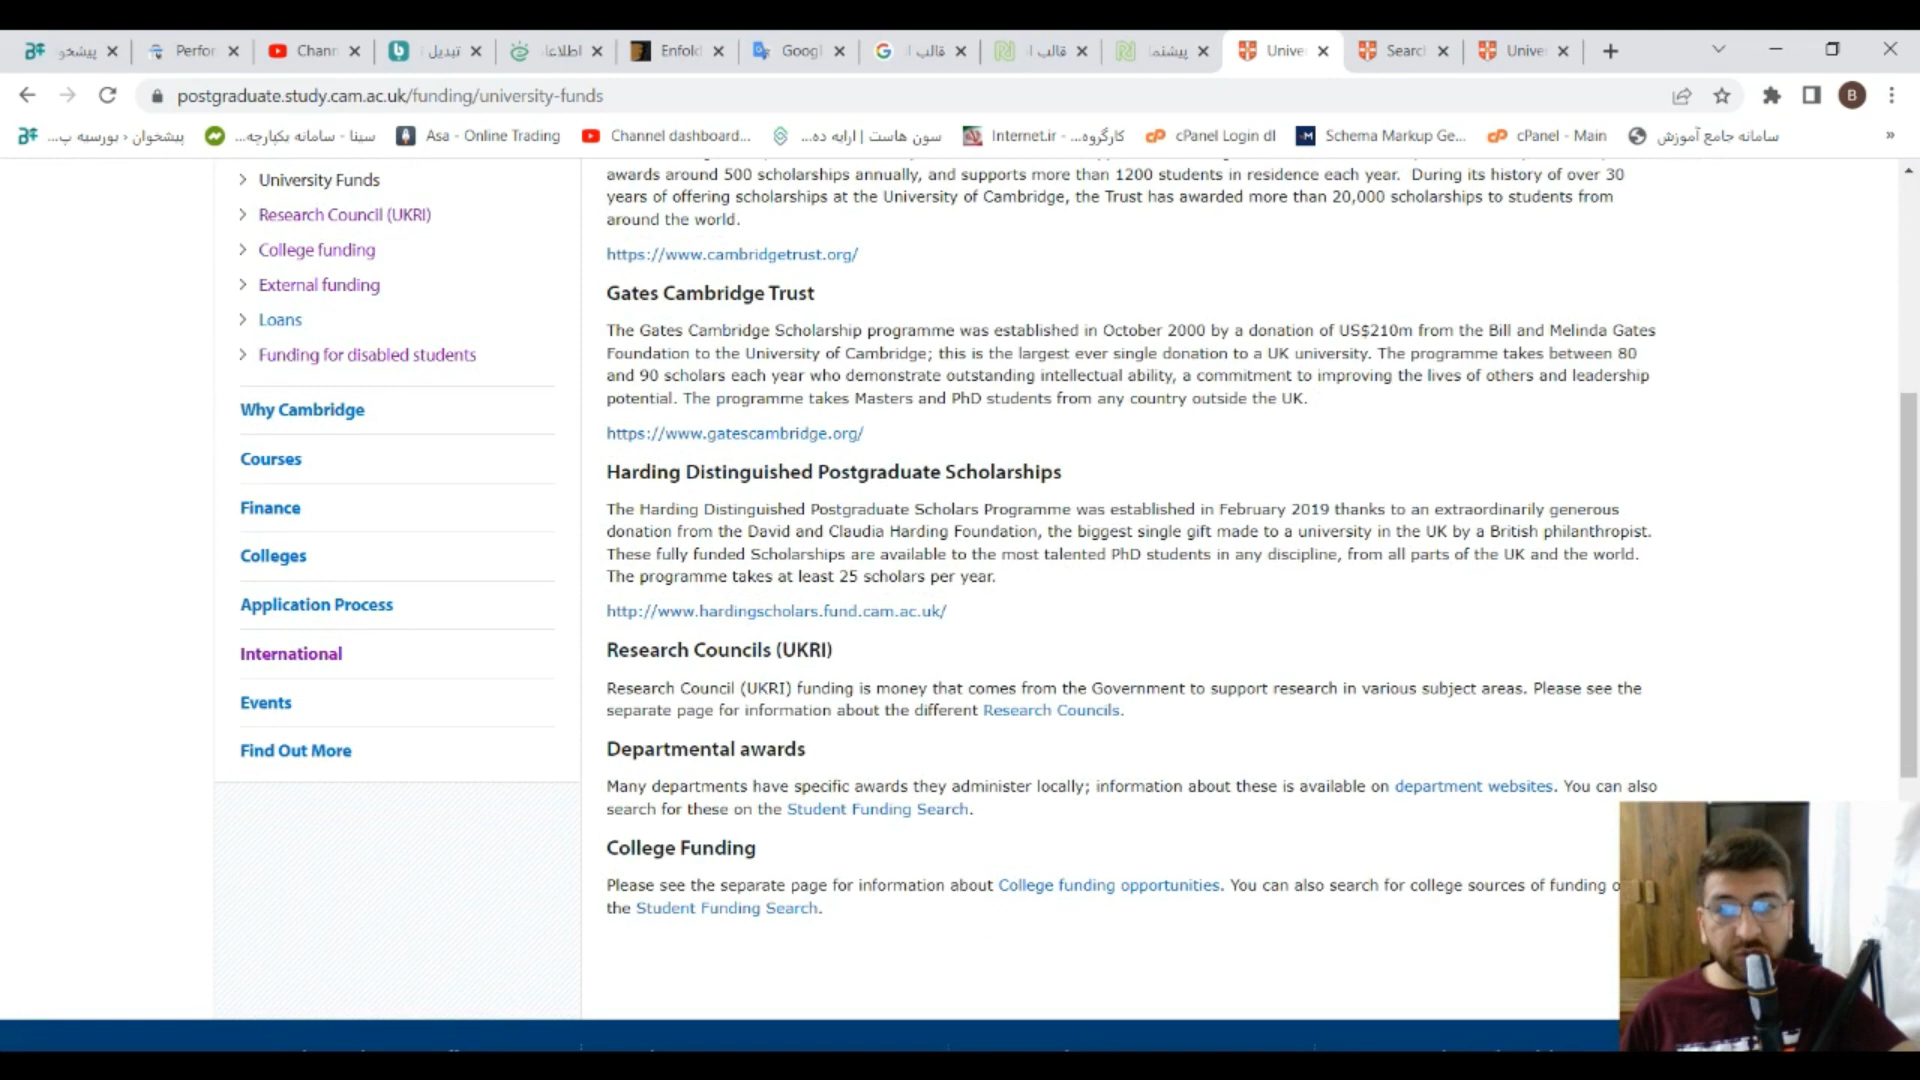 پیشخو
Perfor
Chann
تبدیل
اطلاعا
Enfold
Googl
قالب ا
قالب ا
پیشنما
Unive
Searcl
Unive
postgraduate.study.cam.ac.uk/funding/university-funds
پیشخوان ‹ بورسیه پ...
سینا - سامانه یکپارچه...
Asa - Online Trading
Channel dashboard...
سون هاست | ارایه ده...
Internet.ir - کارگروه...
cPanel Login dl
Schema Markup Ge...
cPanel - Main
سامانه جامع آموزش
»
B
University Funds
Research Council (UKRI)
College funding
External funding
Loans
Funding for disabled students
Why Cambridge
Courses
Finance
Colleges
Application Process
International
Events
Find Out More
awards around 500 scholarships annually, and supports more than 1200 students in residence each year. During its history of over 30
years of offering scholarships at the University of Cambridge, the Trust has awarded more than 20,000 scholarships to students from
around the world.
https://www.cambridgetrust.org/
Gates Cambridge Trust
The Gates Cambridge Scholarship programme was established in October 2000 by a donation of US$210m from the Bill and Melinda Gates
Foundation to the University of Cambridge; this is the largest ever single donation to a UK university. The programme takes between 80
and 90 scholars each year who demonstrate outstanding intellectual ability, a commitment to improving the lives of others and leadership
potential. The programme takes Masters and PhD students from any country outside the UK.
https://www.gatescambridge.org/
Harding Distinguished Postgraduate Scholarships
The Harding Distinguished Postgraduate Scholars Programme was established in February 2019 thanks to an extraordinarily generous
donation from the David and Claudia Harding Foundation, the biggest single gift made to a university in the UK by a British philanthropist.
These fully funded Scholarships are available to the most talented PhD students in any discipline, from all parts of the UK and the world.
The programme takes at least 25 scholars per year.
http://www.hardingscholars.fund.cam.ac.uk/
Research Councils (UKRI)
Research Council (UKRI) funding is money that comes from the Government to support research in various subject areas. Please see the
separate page for information about the different Research Councils.
Departmental awards
Many departments have specific awards they administer locally; information about these is available on department websites. You can also
search for these on the Student Funding Search.
College Funding
Please see the separate page for information about College funding opportunities. You can also search for college sources of funding o
the Student Funding Search.